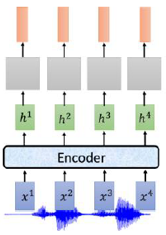 h¹ h² h³ h⁴
Encoder
x¹ x² x³ x⁴